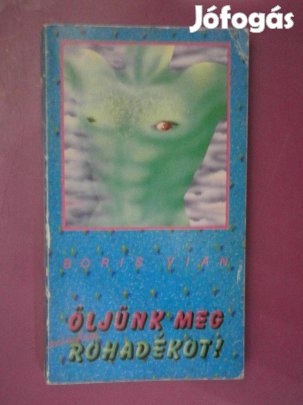 Jófogás
BORIS VIAN
ÖLJÜNK MEG
minden
ROHADÉKOT!